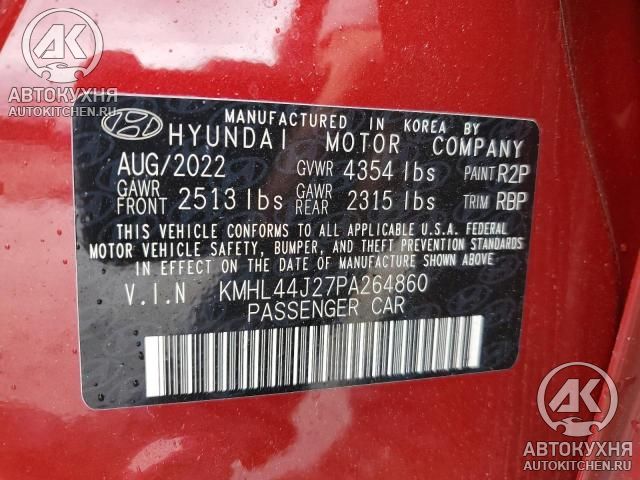 АК
АВТОКУХНЯ
AUTOKITCHEN.RU
MANUFACTURED IN KOREA BY
HYUNDAI MOTOR COMPANY
AUG/2022 GVWR 4354 lbs PAINT R2P
GAWR FRONT 2513 lbs GAWR REAR 2315 lbs TRIM RBP
THIS VEHICLE CONFORMS TO ALL APPLICABLE U.S.A. FEDERAL
MOTOR VEHICLE SAFETY, BUMPER, AND THEFT PREVENTION STANDARDS
IN EFFECT ON THE DATE OF MANUFACTURE SHOWN ABOVE.
V.I.N KMHL44J27PA264860
PASSENGER CAR
АК
АВТОКУХНЯ
AUTOKITCHEN.RU